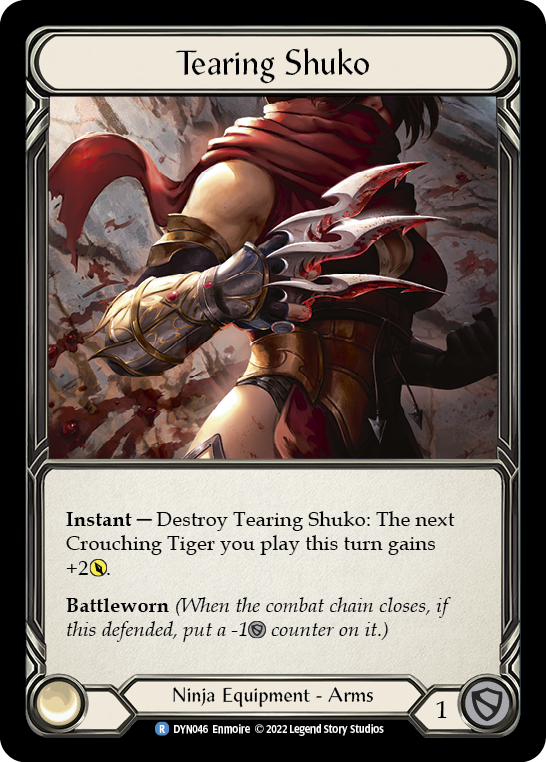 Tearing Shuko
Instant — Destroy Tearing Shuko: The next
Crouching Tiger you play this turn gains
+2.
Battleworn (When the combat chain closes, if
this defended, put a -1 counter on it.)
Ninja Equipment - Arms
1
R DYN046 Enmoire © 2022 Legend Story Studios